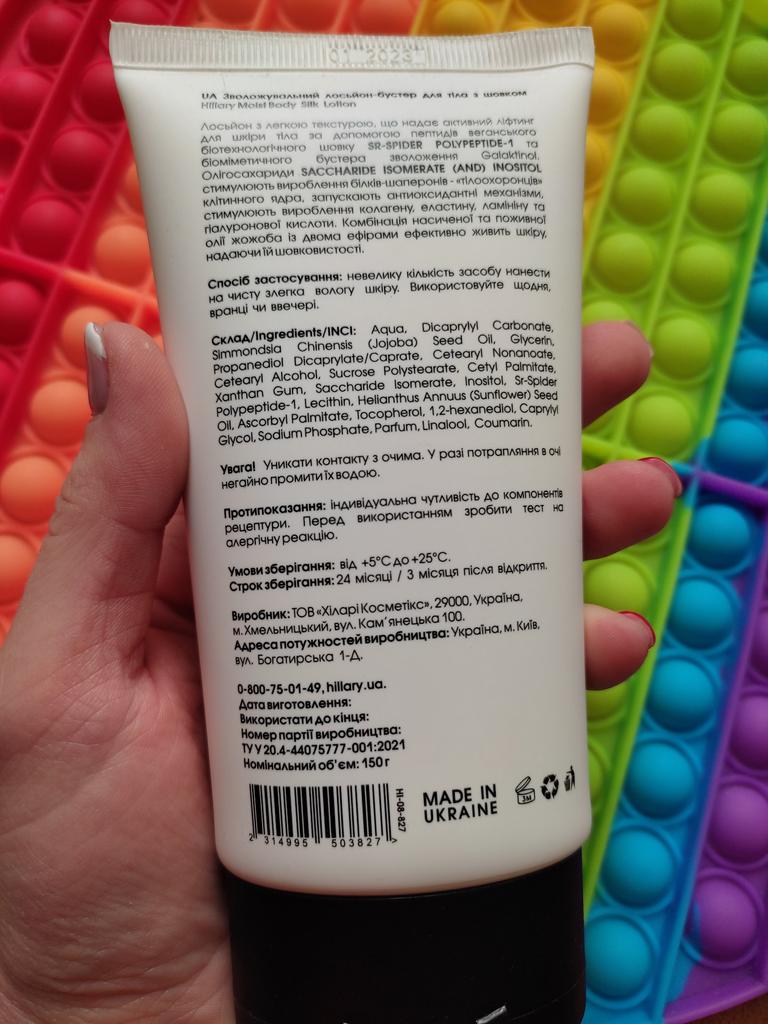 01 2023
UA Зволожувальний лосьйон-бустер для тіла з шовком
Hillary Moist Body Silk Lotion
Лосьйон з легкою текстурою, що надає активний ліфтинг
для шкіри тіла за допомогою пептидів веганського
біотехнологічного шовку SR-SPIDER POLYPEPTIDE-1 та
біоміметичного бустера зволоження Galaktinol.
Олігосахариди SACCHARIDE ISOMERATE (AND) INOSITOL
стимулюють вироблення білків-шаперонів - «тілоохоронців»
клітинного ядра, запускають антиоксидантні механізми,
стимулюють вироблення колагену, еластину, ламініну та
гіалуронової кислоти. Комбінація насиченої та поживної
олії жожоба із двома ефірами ефективно живить шкіру,
надаючи їй шовковистості.
Спосіб застосування: невелику кількість засобу нанести
на чисту злегка вологу шкіру. Використовуйте щодня,
вранці чи ввечері.
Склад/Ingredients/INCI: Aqua, Dicaprylyl Carbonate,
Simmondsia Chinensis (Jojoba) Seed Oil, Glycerin,
Propanediol Dicaprylate/Caprate, Cetearyl Nonanoate,
Cetearyl Alcohol, Sucrose Polystearate, Cetyl Palmitate,
Xanthan Gum, Saccharide Isomerate, Inositol, Sr-Spider
Polypeptide-1, Lecithin, Helianthus Annuus (Sunflower) Seed
Oil, Ascorbyl Palmitate, Tocopherol, 1,2-hexanediol, Caprylyl
Glycol, Sodium Phosphate, Parfum, Linalool, Coumarin.
Увага! Уникати контакту з очима. У разі потрапляння в очі
негайно промити їх водою.
Протипоказання: індивідуальна чутливість до компонентів
рецептури. Перед використанням зробити тест на
алергічну реакцію.
Умови зберігання: від +5°C до +25°C.
Строк зберігання: 24 місяці / 3 місяця після відкриття.
Виробник: ТОВ «Хіларі Косметікс», 29000, Україна,
м. Хмельницький, вул. Кам'янецька 100.
Адреса потужностей виробництва: Україна, м. Київ,
вул. Богатирська 1-Д.
0-800-75-01-49, hillary.ua.
Дата виготовлення:
Використати до кінця:
Номер партії виробництва:
ТУ У 20.4-44075777-001:2021
Номінальний об'єм: 150 г
HI-08-827
MADE IN
UKRAINE
3M
2 314995 503827 >